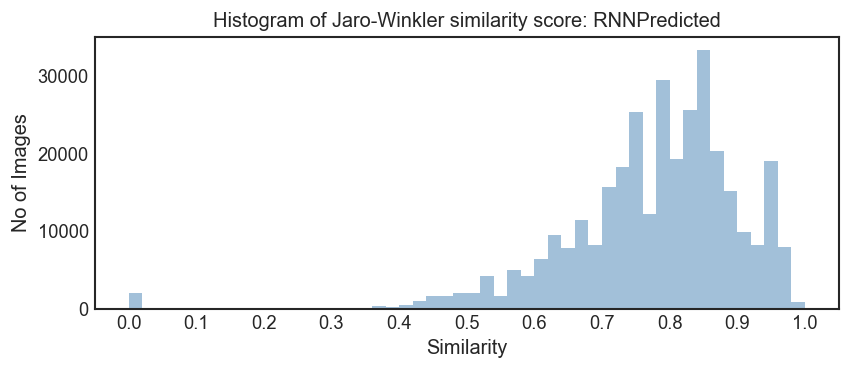 Histogram of Jaro-Winkler similarity score: RNNPredicted
30000
20000
10000
0
No of Images
0.0 0.1 0.2 0.3 0.4 0.5 0.6 0.7 0.8 0.9 1.0
Similarity